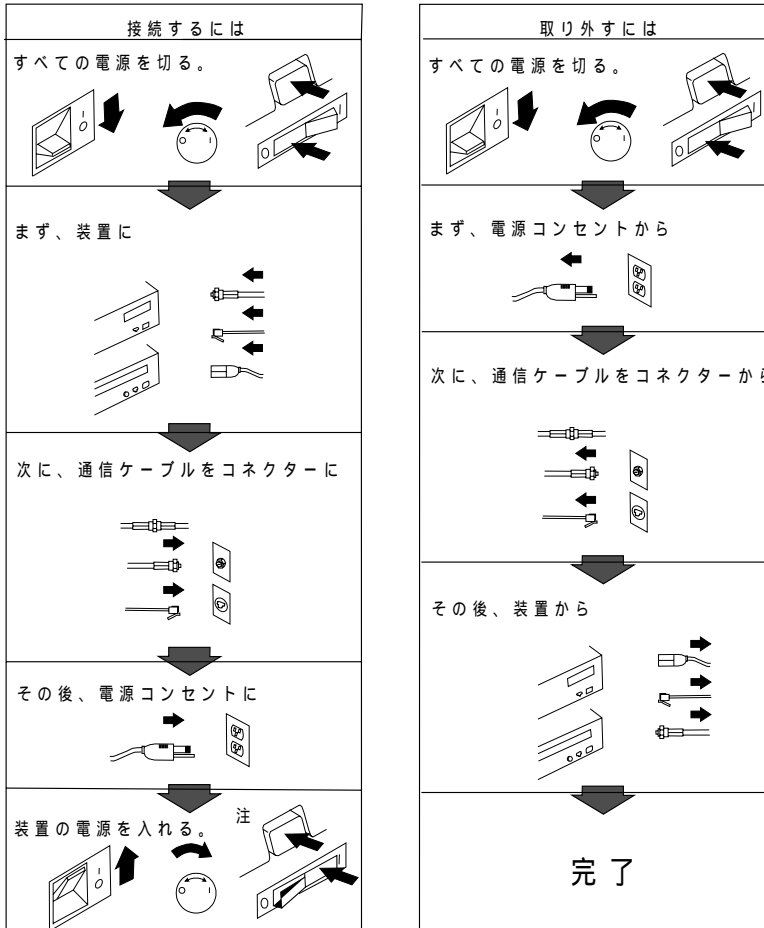 接続するには
すべての電源を切る。
まず、装置に
次に、通信ケーブルをコネクターに
その後、電源コンセントに
装置の電源を入れる。
注
取り外すには
すべての電源を切る。
まず、電源コンセントから
次に、通信ケーブルをコネクターから
その後、装置から
完了